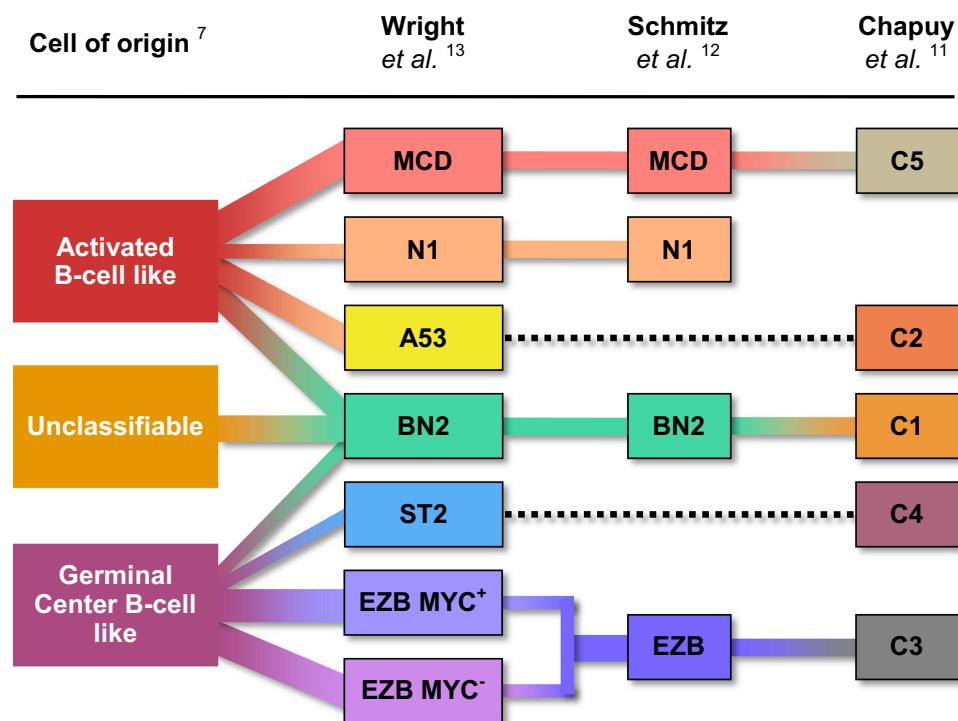 Cell of origin 7
Wright
et al. 13
Schmitz
et al. 12
Chapuy
et al. 11
MCD
MCD
C5
Activated
B-cell like
N1
N1
A53
C2
Unclassifiable
BN2
BN2
C1
ST2
C4
Germinal
Center B-cell
like
EZB MYC+
EZB
C3
EZB MYC-